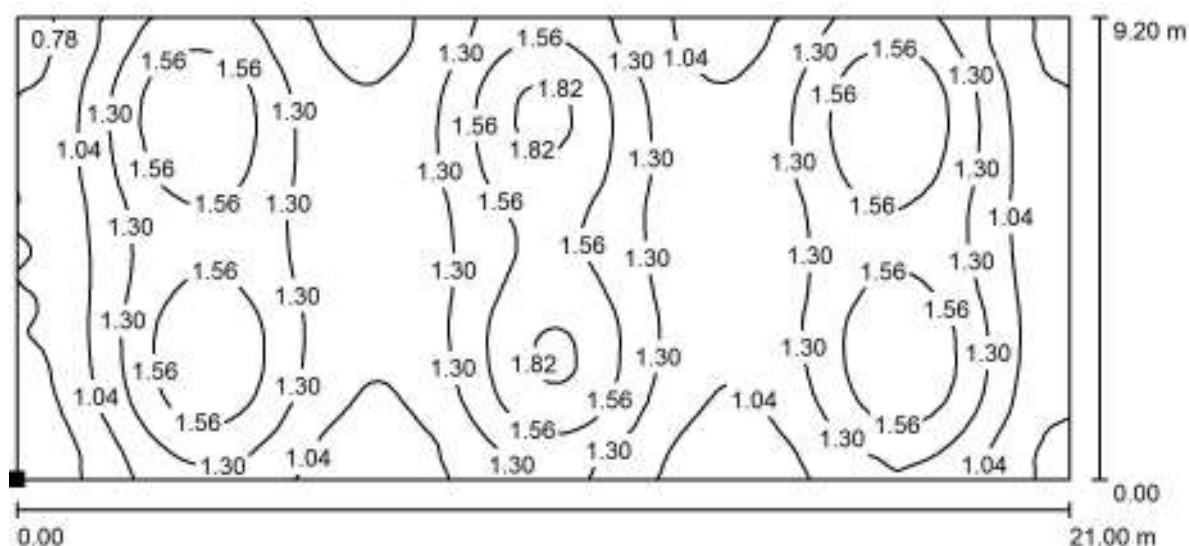 0.78 1.30 1.56 1.30 9.20 m
1.56 1.56 1.30 1.04 1.56 1.30
1.30 1.30 1.82 1.56
1.04 1.56 1.82 1.30 1.30 1.30
1.56 1.56 1.30 1.56 1.56 1.04
1.30 1.30 1.56 1.30 1.30 1.30
1.56 1.30 1.56
1.30 1.30 1.56
1.30 1.30 1.30
1.56 1.30 1.82 1.30
1.04 1.30 1.56 1.04
1.56 1.56 1.30 1.56
1.30 1.04 1.30 1.30 1.04
0.00
0.00 21.00 m